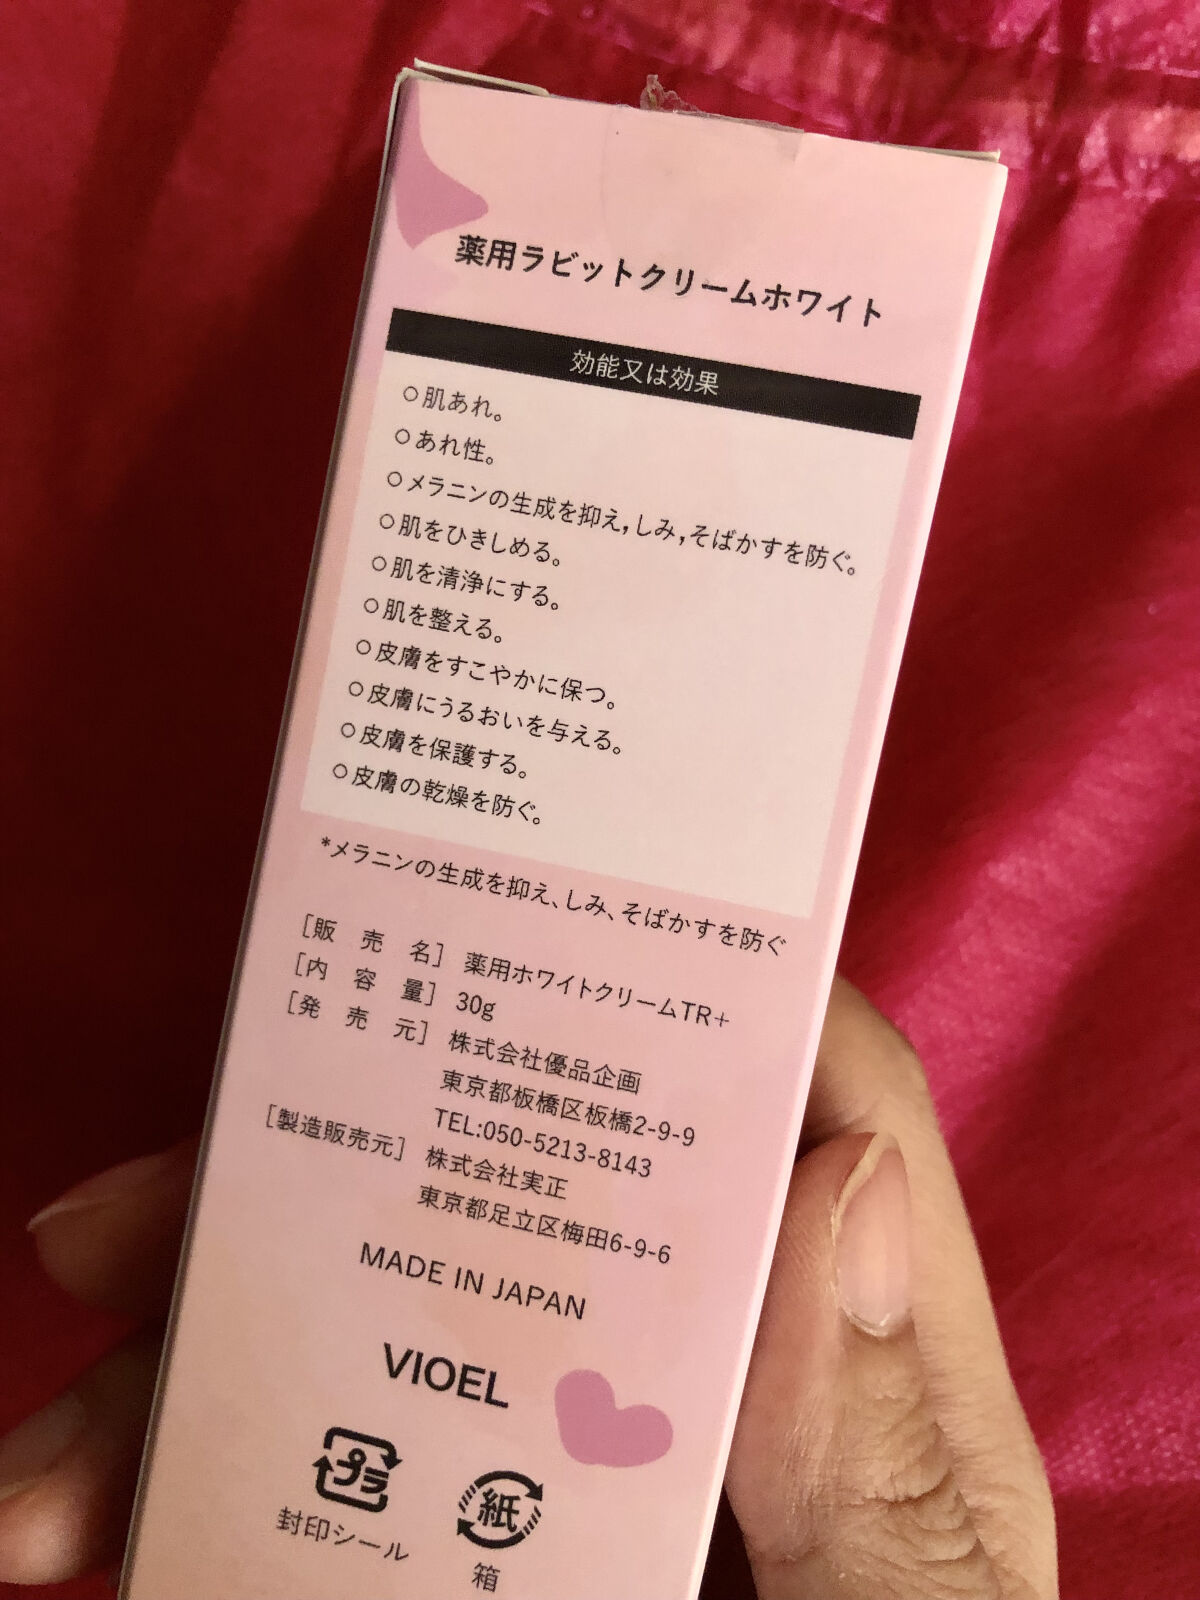 薬用ラビットクリームホワイト
効能又は効果
○肌あれ。
○あれ性。
○メラニンの生成を抑え,しみ,そばかすを防ぐ。
○肌をひきしめる。
○肌を清浄にする。
○肌を整える。
○皮膚をすこやかに保つ。
○皮膚にうるおいを与える。
○皮膚を保護する。
○皮膚の乾燥を防ぐ。
*メラニンの生成を抑え、しみ、そばかすを防ぐ
[販 売 名] 薬用ホワイトクリームTR+
[内 容 量] 30g
[発 売 元] 株式会社優品企画
東京都板橋区板橋2-9-9
TEL:050-5213-8143
[製造販売元] 株式会社実正
東京都足立区梅田6-9-6
MADE IN JAPAN
VIOEL
プラ
封印シール
紙
箱